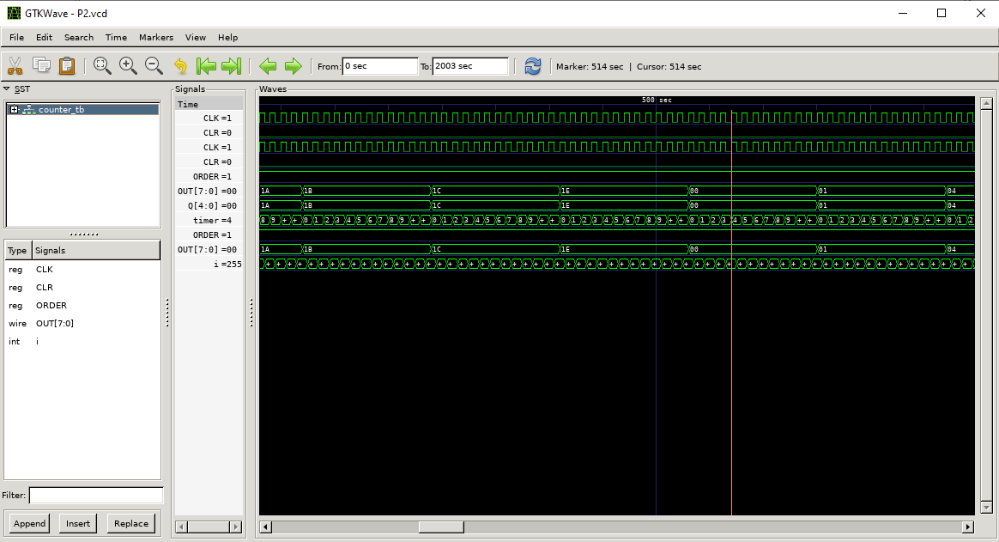 GTKWave - P2.vcd
File Edit Search Time Markers View Help
From: 0 sec To: 2003 sec Marker: 514 sec | Cursor: 514 sec
SST
counter_tb
Type Signals
reg CLK
reg CLR
reg ORDER
wire OUT[7:0]
int i
Filter:
Append Insert Replace
Signals
Time
CLK =1
CLR =0
CLK =1
CLR =0
ORDER =1
OUT[7:0] =00
Q[4:0] =00
timer =4
ORDER =1
OUT[7:0] =00
i =255
Waves
500 sec
1A 1B 1C 1E 00 01 04
1A 1B 1C 1E 00 01 04
8 9 + + 0 1 2 3 4 5 6 7 8 9 + + 0 1 2 3 4 5 6 7 8 9 + + 0 1 2 3 4 5 6 7 8 9 + + 0 1 2 3 4 5 6 7 8 9 + + 0 1 2 3 4 5 6 7 8 9 + + 0 1 2
1A 1B 1C 1E 00 01 04